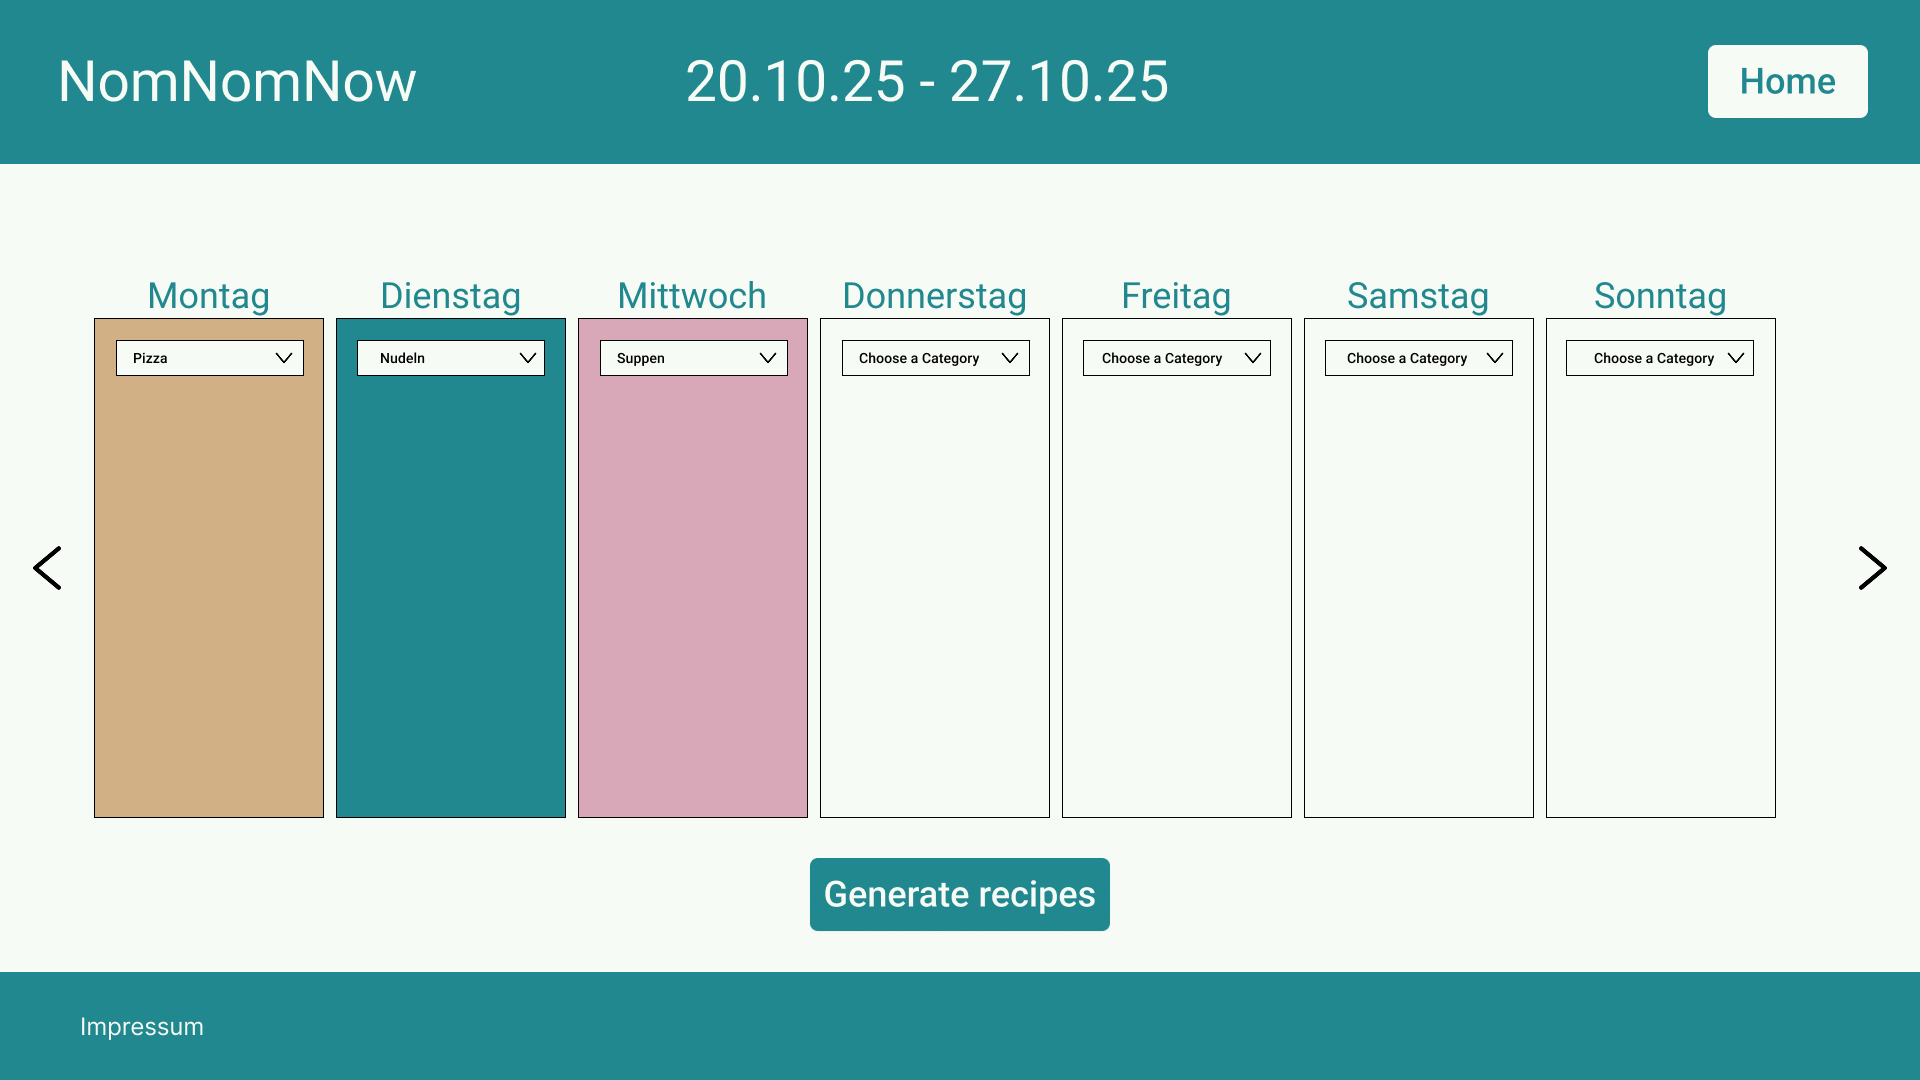 NomNomNow
20.10.25 - 27.10.25
Home
Montag
Dienstag
Mittwoch
Donnerstag
Freitag
Samstag
Sonntag
Pizza
Nudeln
Suppen
Choose a Category
Choose a Category
Choose a Category
Choose a Category
Generate recipes
Impressum